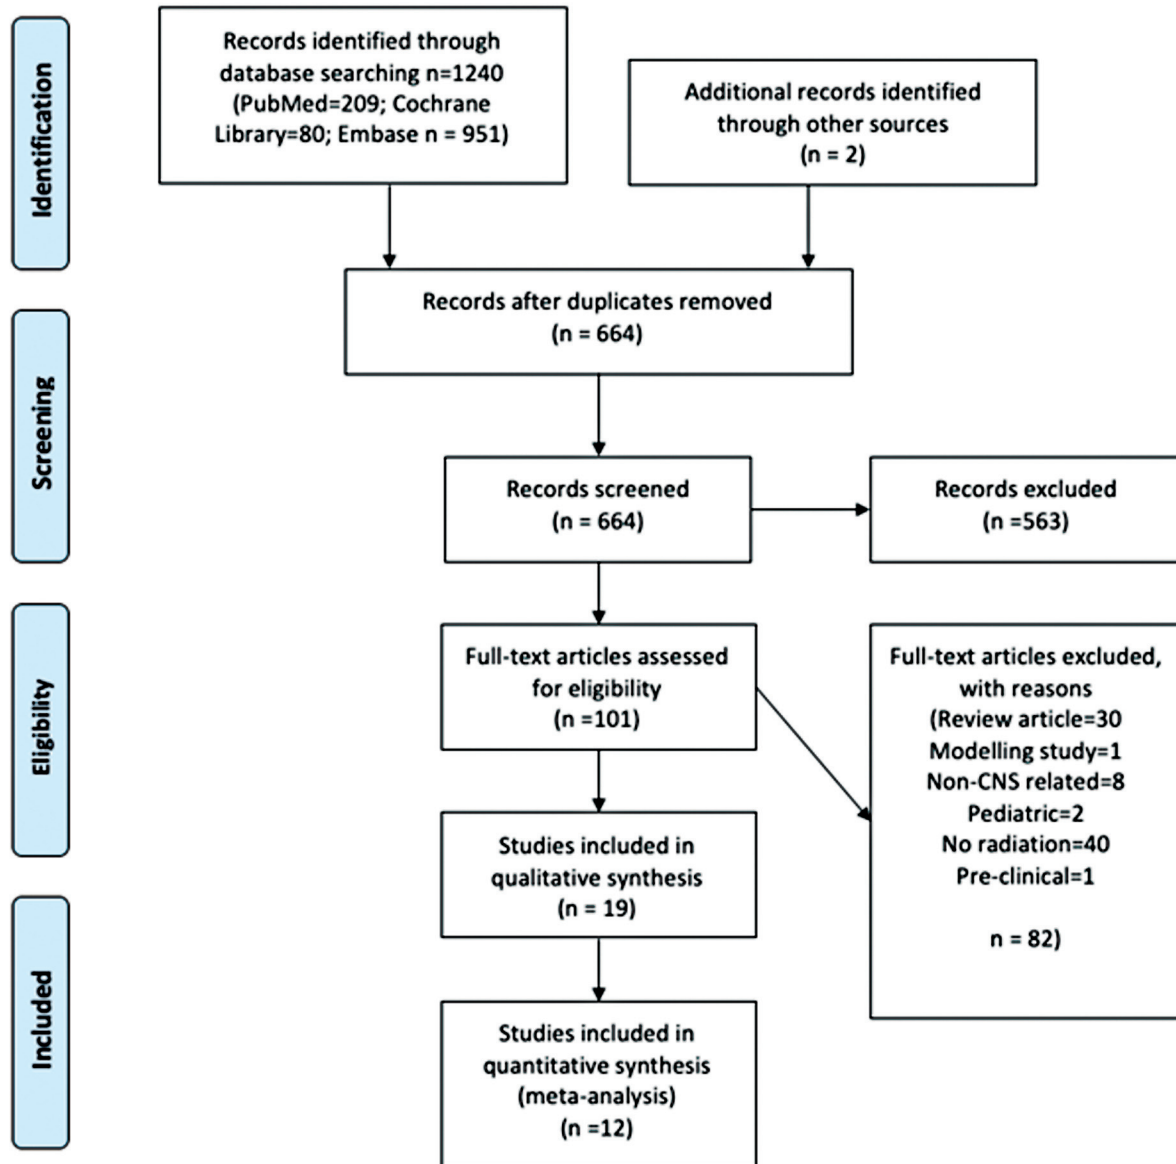 Identification
Records identified through
database searching n=1240
(PubMed=209; Cochrane
Library=80; Embase n = 951)
Additional records identified
through other sources
(n = 2)
Records after duplicates removed
(n = 664)
Screening
Records screened
(n = 664)
Records excluded
(n =563)
Eligibility
Full-text articles assessed
for eligibility
(n =101)
Full-text articles excluded,
with reasons
(Review article=30
Modelling study=1
Non-CNS related=8
Pediatric=2
No radiation=40
Pre-clinical=1
n = 82)
Studies included in
qualitative synthesis
(n = 19)
Included
Studies included in
quantitative synthesis
(meta-analysis)
(n =12)